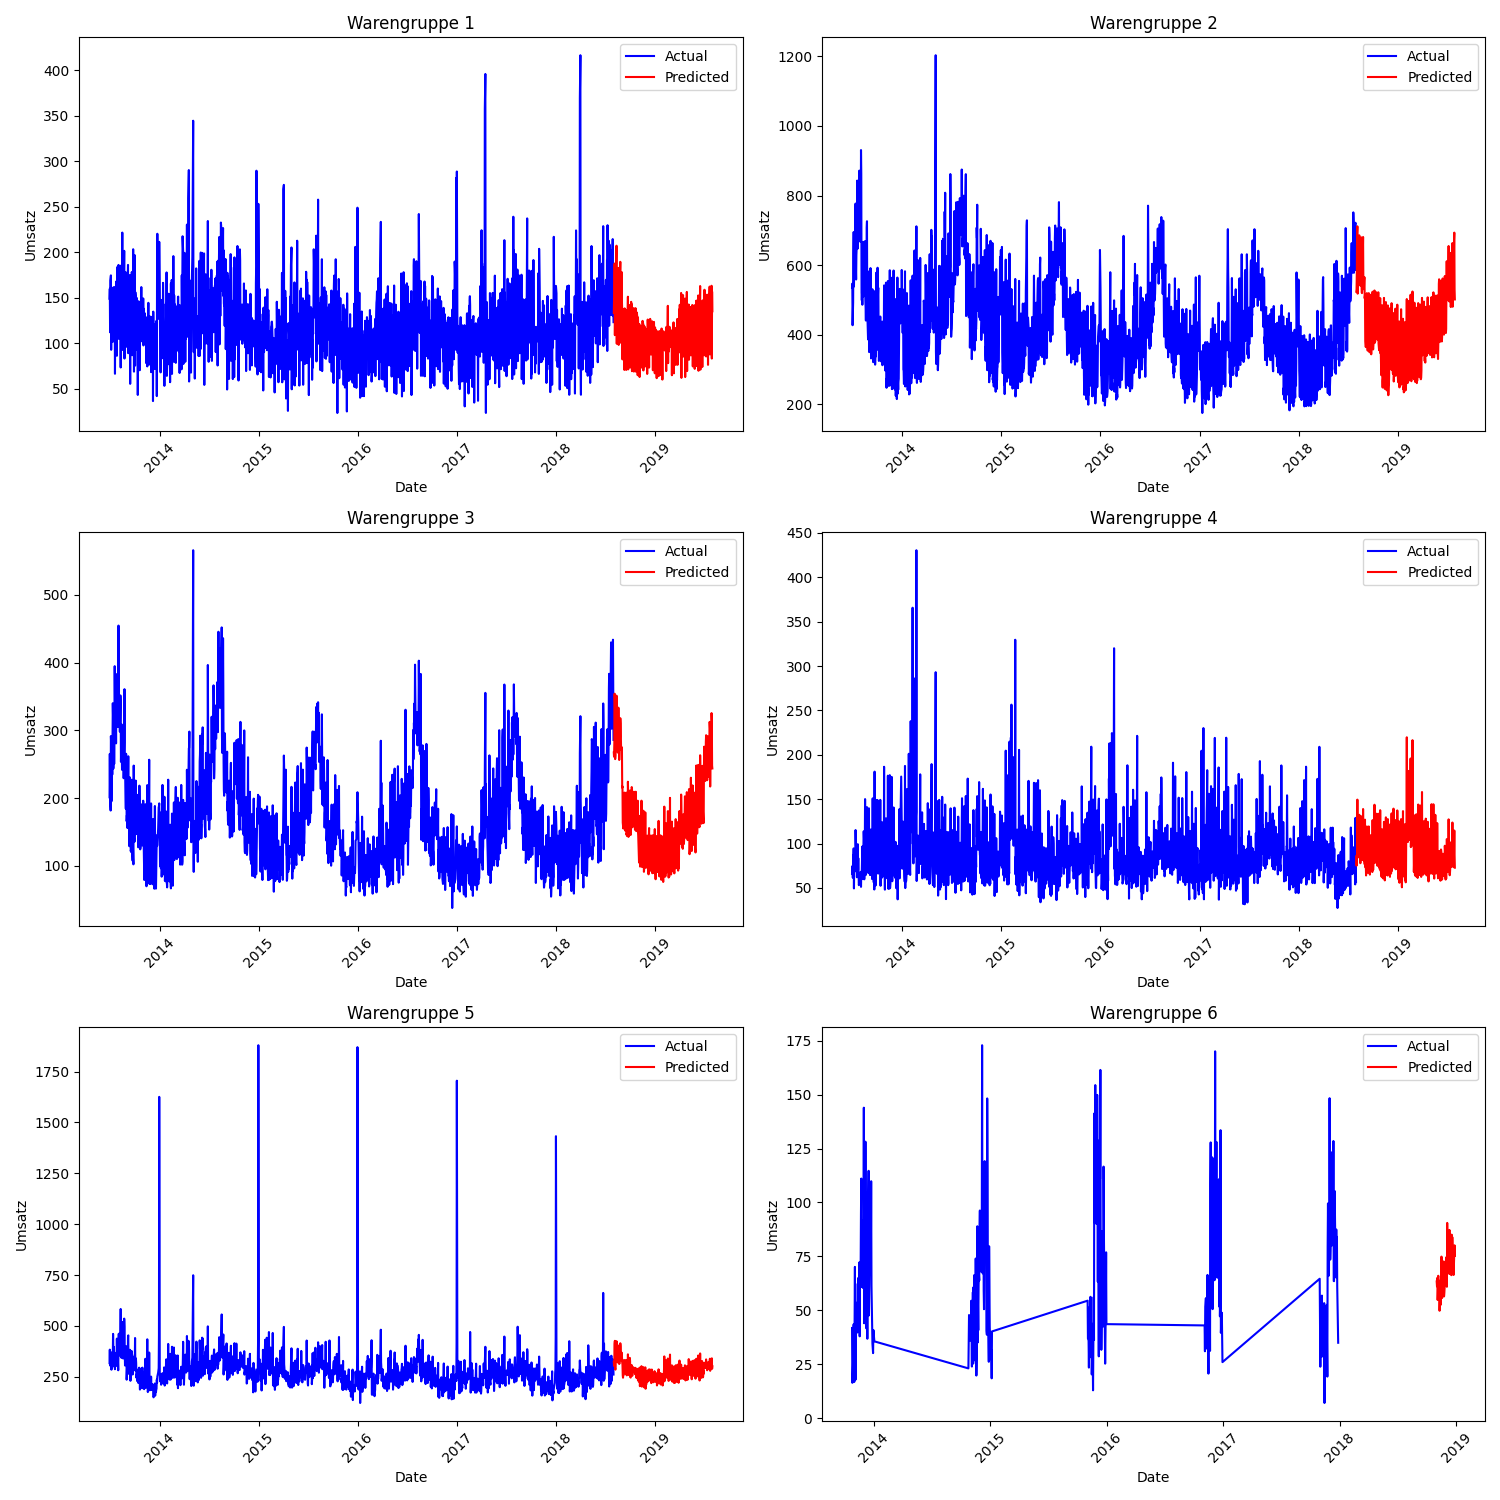 Warengruppe 1
Actual
Predicted
400
350
300
250
200
150
100
50
Umsatz
2014
2015
2016
2017
2018
2019
Date
Warengruppe 2
Actual
Predicted
1200
1000
800
600
400
200
Umsatz
2014
2015
2016
2017
2018
2019
Date
Warengruppe 3
Actual
Predicted
500
400
300
200
100
Umsatz
2014
2015
2016
2017
2018
2019
Date
Warengruppe 4
Actual
Predicted
450
400
350
300
250
200
150
100
50
Umsatz
2014
2015
2016
2017
2018
2019
Date
Warengruppe 5
Actual
Predicted
1750
1500
1250
1000
750
500
250
Umsatz
2014
2015
2016
2017
2018
2019
Date
Warengruppe 6
Actual
Predicted
175
150
125
100
75
50
25
0
Umsatz
2014
2015
2016
2017
2018
2019
Date